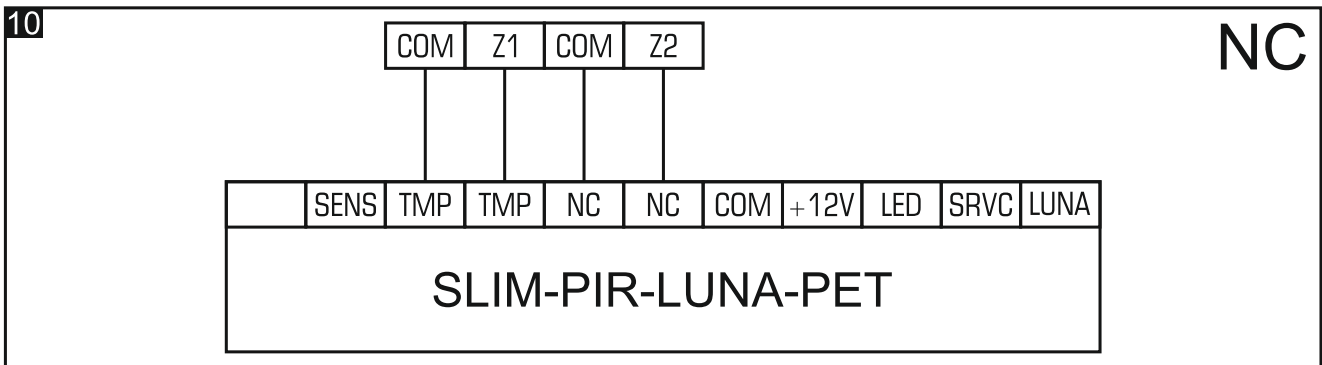 10
NC
COM Z1 COM Z2
SENS TMP TMP NC NC COM +12V LED SRVC LUNA
SLIM-PIR-LUNA-PET